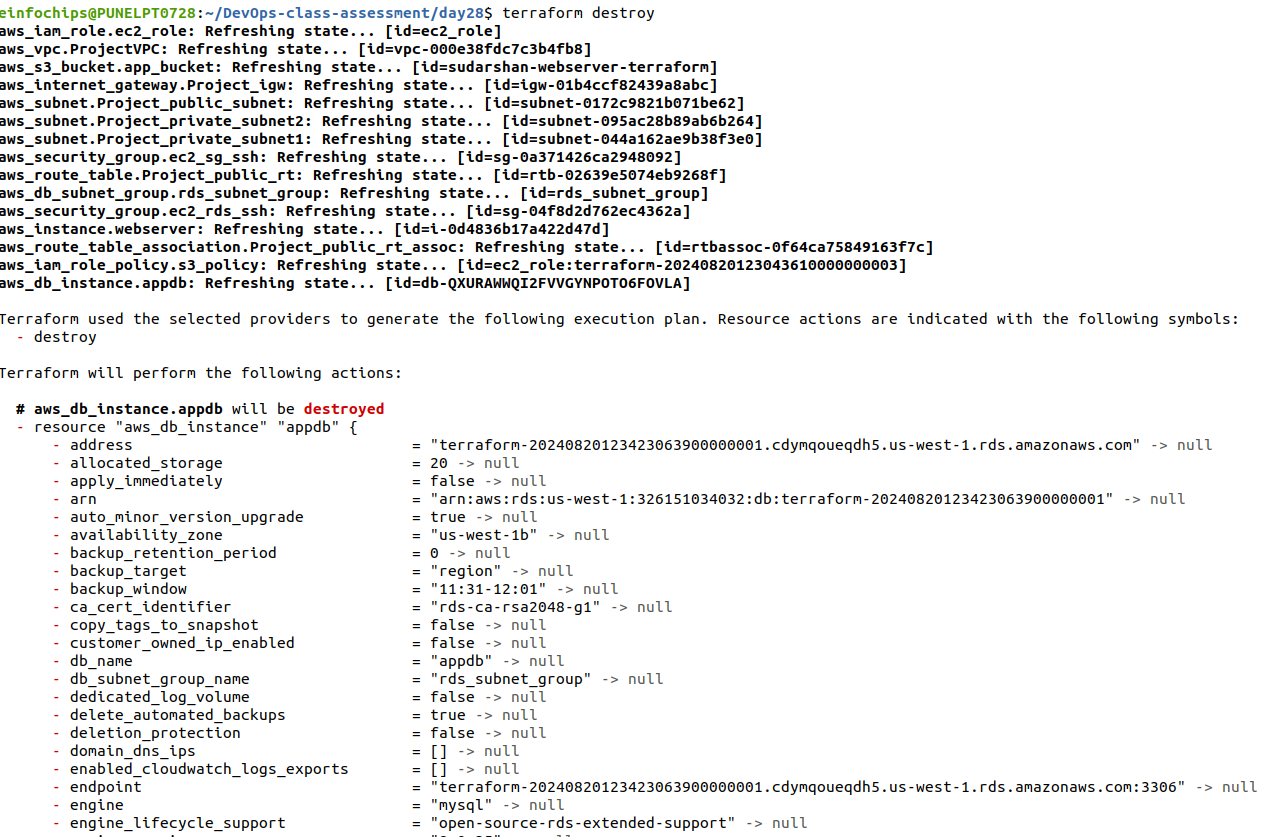 einfochips@PUNELPT0728:~/DevOps-class-assessment/day28$ terraform destroy
aws_iam_role.ec2_role: Refreshing state... [id=ec2_role]
aws_vpc.ProjectVPC: Refreshing state... [id=vpc-000e38fdc7c3b4fb8]
aws_s3_bucket.app_bucket: Refreshing state... [id=sudarshan-webserver-terraform]
aws_internet_gateway.Project_igw: Refreshing state... [id=igw-01b4ccf82439a8abc]
aws_subnet.Project_public_subnet: Refreshing state... [id=subnet-0172c9821b071be62]
aws_subnet.Project_private_subnet2: Refreshing state... [id=subnet-095ac28b89ab6b264]
aws_subnet.Project_private_subnet1: Refreshing state... [id=subnet-044a162ae9b38f3e0]
aws_security_group.ec2_sg_ssh: Refreshing state... [id=sg-0a371426ca2948092]
aws_route_table.Project_public_rt: Refreshing state... [id=rtb-02639e5074eb9268f]
aws_db_subnet_group.rds_subnet_group: Refreshing state... [id=rds_subnet_group]
aws_security_group.ec2_rds_ssh: Refreshing state... [id=sg-04f8d2d762ec4362a]
aws_instance.webserver: Refreshing state... [id=i-0d4836b17a422d47d]
aws_route_table_association.Project_public_rt_assoc: Refreshing state... [id=rtbassoc-0f64ca75849163f7c]
aws_iam_role_policy.s3_policy: Refreshing state... [id=ec2_role:terraform-20240820123043610000000003]
aws_db_instance.appdb: Refreshing state... [id=db-QXURAWWQI2FVVGYNPOTO6FOVLA]
Terraform used the selected providers to generate the following execution plan. Resource actions are indicated with the following symbols:
- destroy
Terraform will perform the following actions:
# aws_db_instance.appdb will be destroyed
- resource "aws_db_instance" "appdb" {
- address = "terraform-20240820123423063900000001.cdymqoueqdh5.us-west-1.rds.amazonaws.com" -> null
- allocated_storage = 20 -> null
- apply_immediately = false -> null
- arn = "arn:aws:rds:us-west-1:326151034032:db:terraform-20240820123423063900000001" -> null
- auto_minor_version_upgrade = true -> null
- availability_zone = "us-west-1b" -> null
- backup_retention_period = 0 -> null
- backup_target = "region" -> null
- backup_window = "11:31-12:01" -> null
- ca_cert_identifier = "rds-ca-rsa2048-g1" -> null
- copy_tags_to_snapshot = false -> null
- customer_owned_ip_enabled = false -> null
- db_name = "appdb" -> null
- db_subnet_group_name = "rds_subnet_group" -> null
- dedicated_log_volume = false -> null
- delete_automated_backups = true -> null
- deletion_protection = false -> null
- domain_dns_ips = [] -> null
- enabled_cloudwatch_logs_exports = [] -> null
- endpoint = "terraform-20240820123423063900000001.cdymqoueqdh5.us-west-1.rds.amazonaws.com:3306" -> null
- engine = "mysql" -> null
- engine_lifecycle_support = "open-source-rds-extended-support" -> null